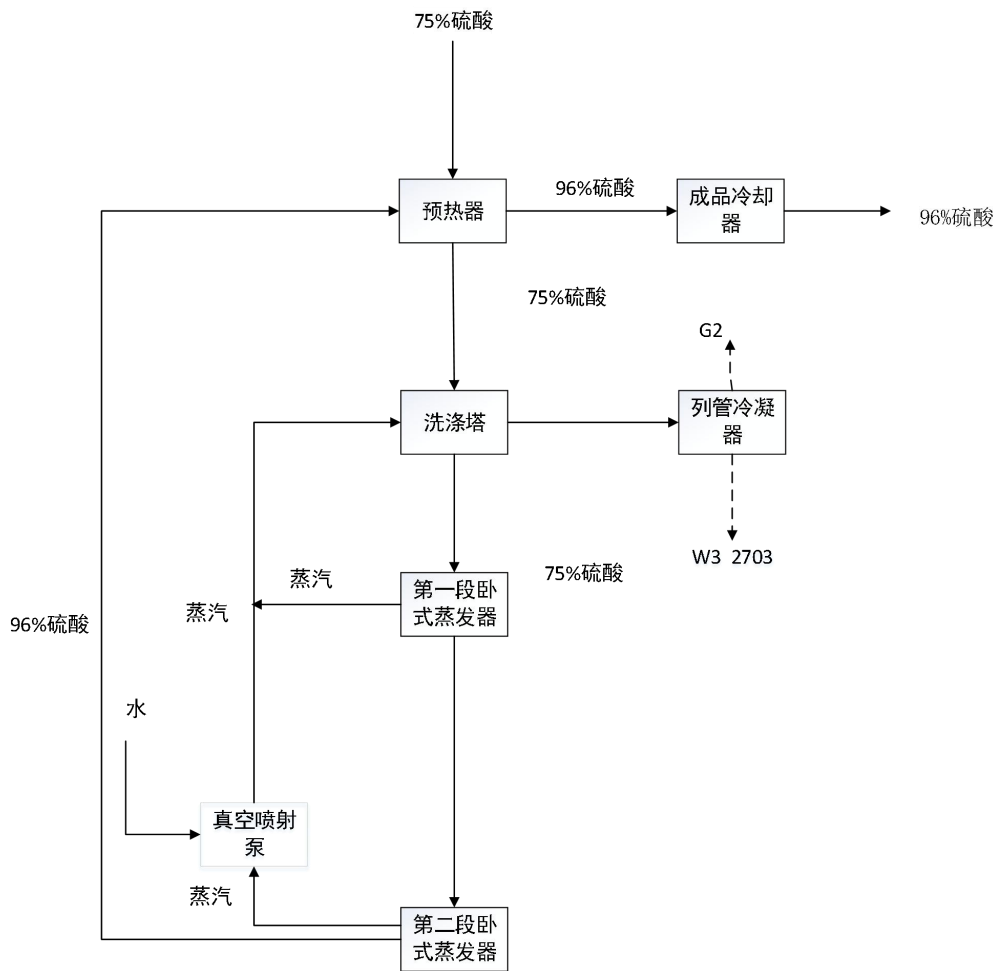 75%硫酸
预热器
96%硫酸
成品冷却
器
96%硫酸
75%硫酸
G2
洗涤塔
列管冷凝
器
W3 2703
75%硫酸
蒸汽
第一段卧
式蒸发器
蒸汽
96%硫酸
水
真空喷射
泵
蒸汽
第二段卧
式蒸发器